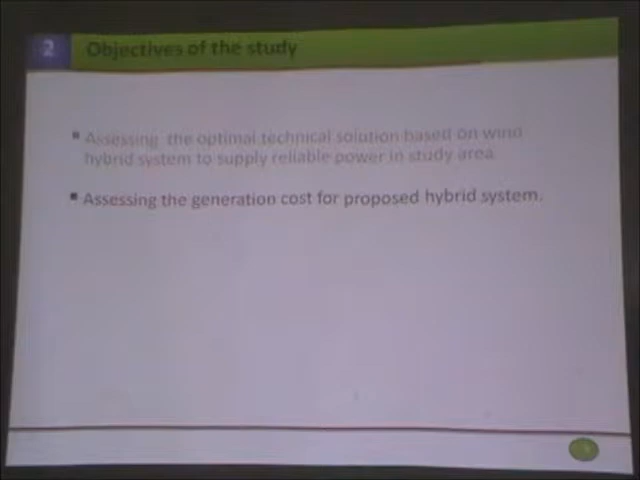 2 Objectives of the study
▪ Assessing the optimal technical solution based on wind
hybrid system to supply reliable power in study area
▪ Assessing the generation cost for proposed hybrid system.